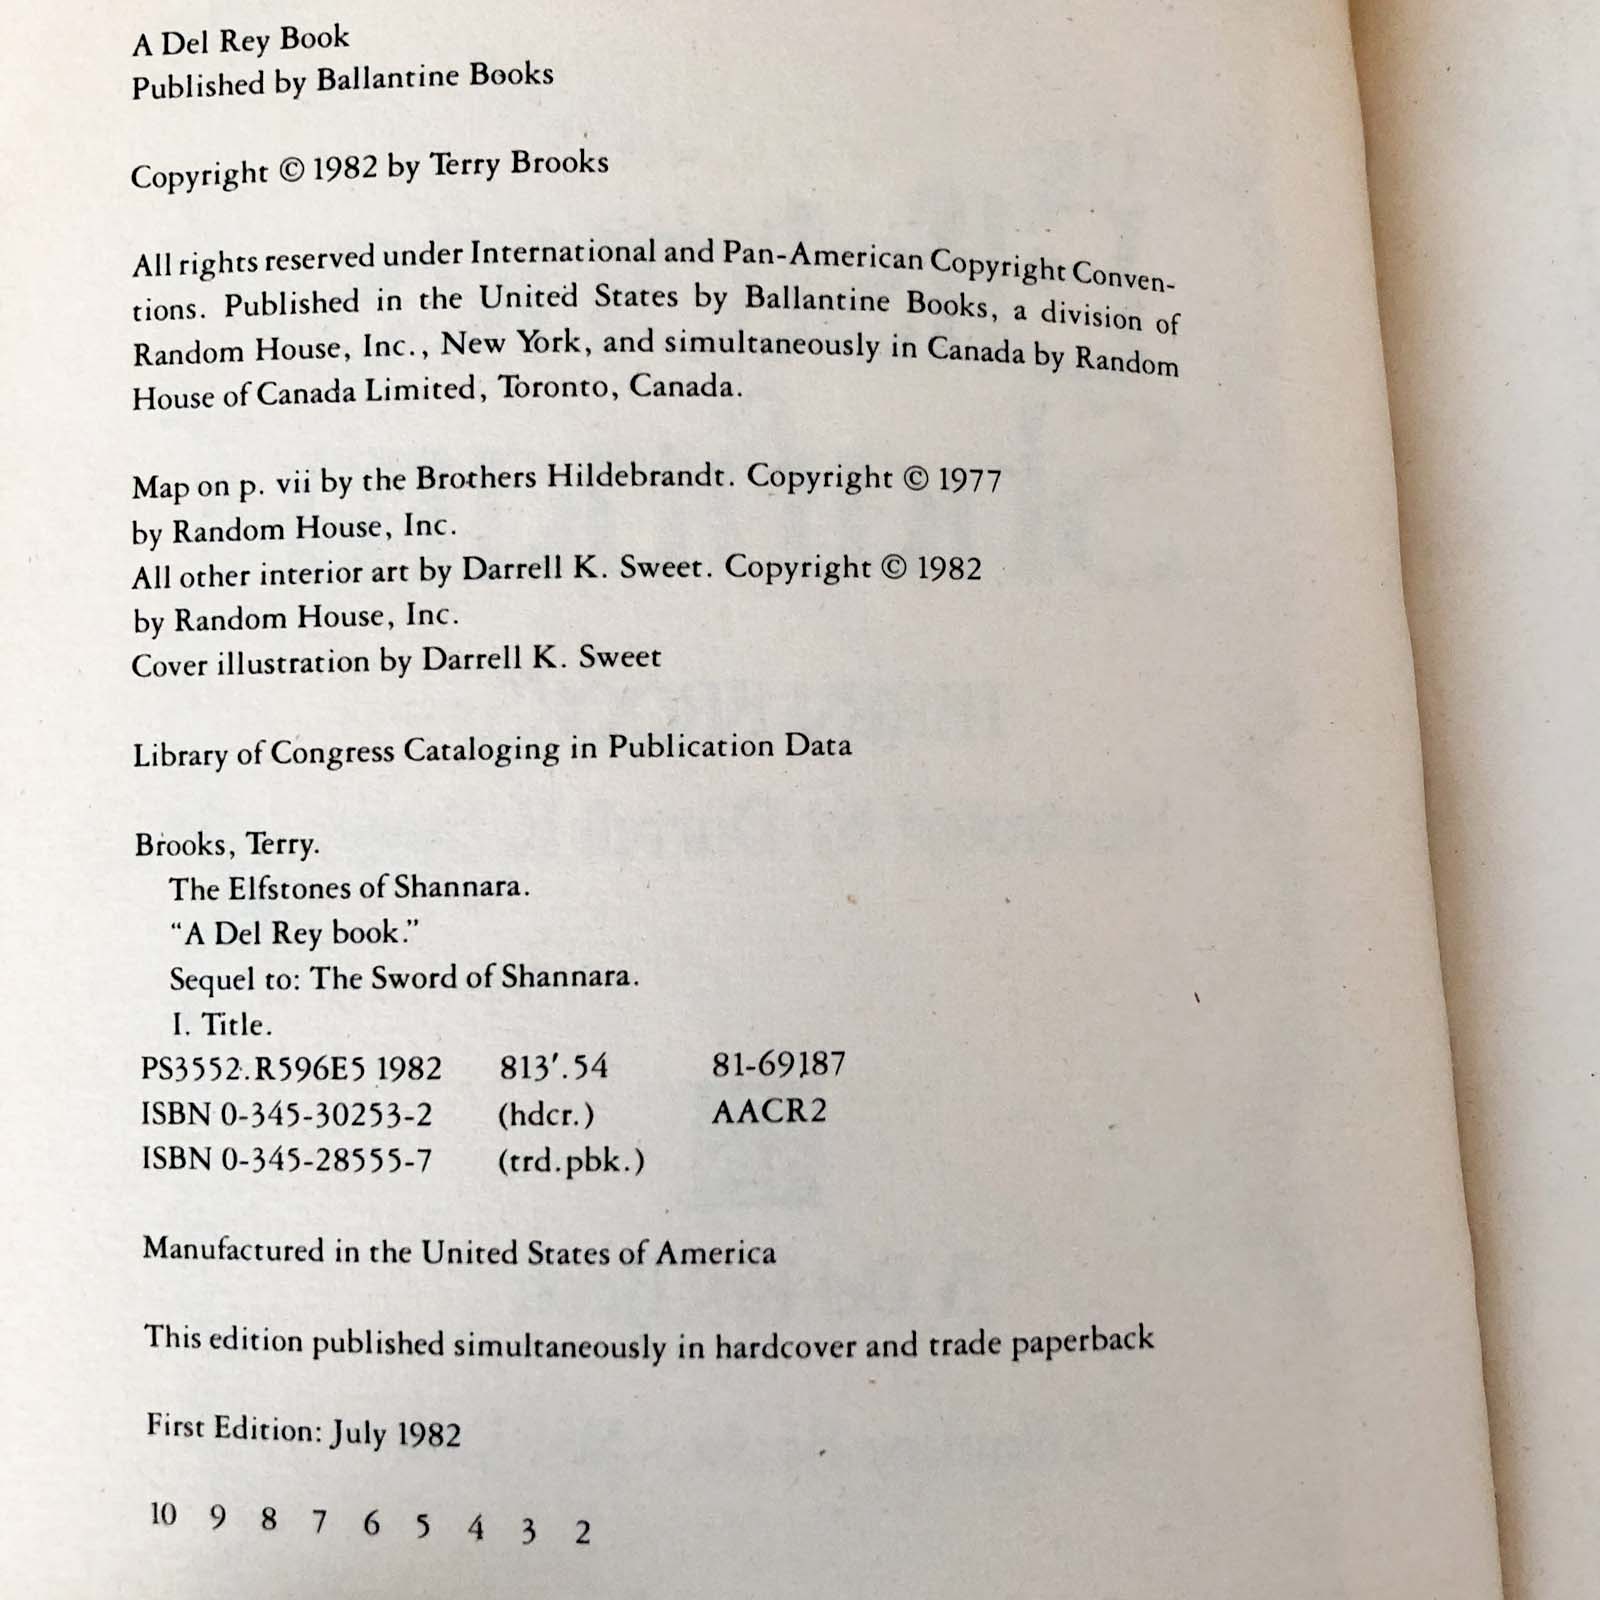 A Del Rey Book
Published by Ballantine Books
Copyright © 1982 by Terry Brooks
All rights reserved under International and Pan-American Copyright Conven-
tions. Published in the United States by Ballantine Books, a division of
Random House, Inc., New York, and simultaneously in Canada by Random
House of Canada Limited, Toronto, Canada.
Map on p. vii by the Brothers Hildebrandt. Copyright © 1977
by Random House, Inc.
All other interior art by Darrell K. Sweet. Copyright © 1982
by Random House, Inc.
Cover illustration by Darrell K. Sweet
Library of Congress Cataloging in Publication Data
Brooks, Terry.
The Elfstones of Shannara.
“A Del Rey book.”
Sequel to: The Sword of Shannara.
I. Title.
PS3552.R596E5 1982 813′.54 81-69187
ISBN 0-345-30253-2 (hdcr.) AACR2
ISBN 0-345-28555-7 (trd.pbk.)
Manufactured in the United States of America
This edition published simultaneously in hardcover and trade paperback
First Edition: July 1982
10 9 8 7 6 5 4 3 2